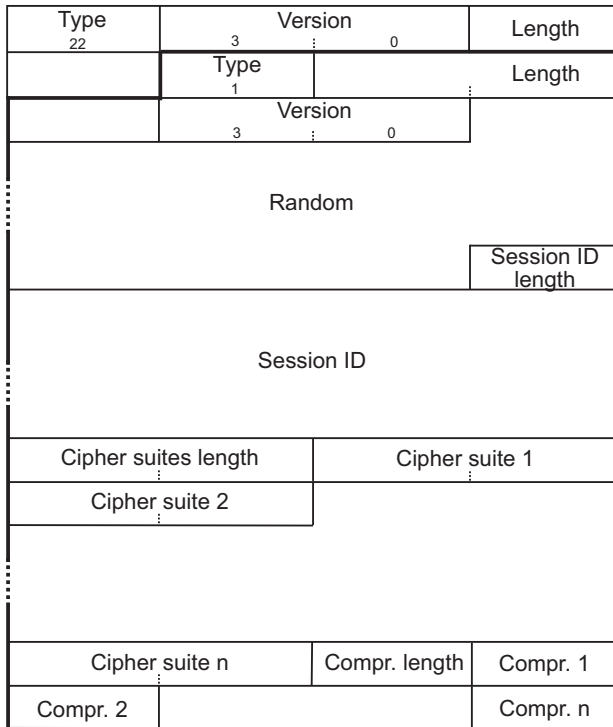 Type Version Length
22 3 0
Type Length
1
Version
3 0
Random
Session ID
length
Session ID
Cipher suites length Cipher suite 1
Cipher suite 2
Cipher suite n Compr. length Compr. 1
Compr. 2 Compr. n